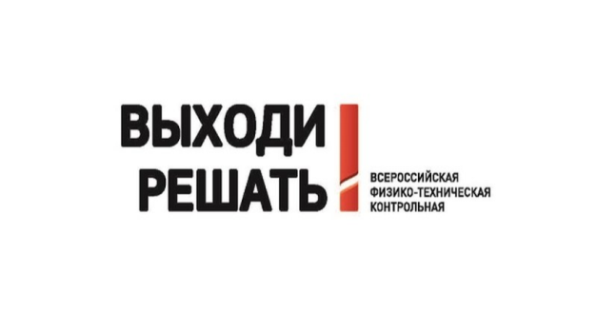 ВЫХОДИ
РЕШАТЬ!
ВСЕРОССИЙСКАЯ
ФИЗИКО-ТЕХНИЧЕСКАЯ
КОНТРОЛЬНАЯ